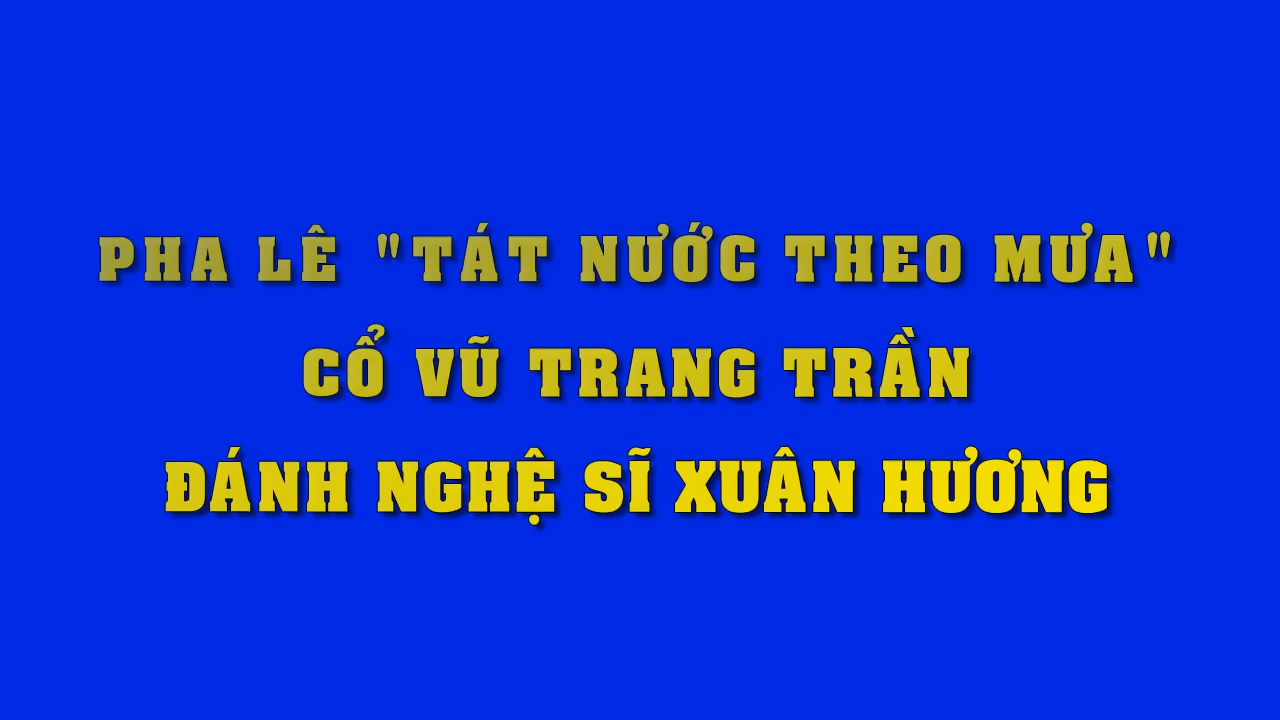 PHA LÊ "TÁT NƯỚC THEO MƯA"
CỔ VŨ TRANG TRẦN
ĐÁNH NGHỆ SĨ XUÂN HƯƠNG